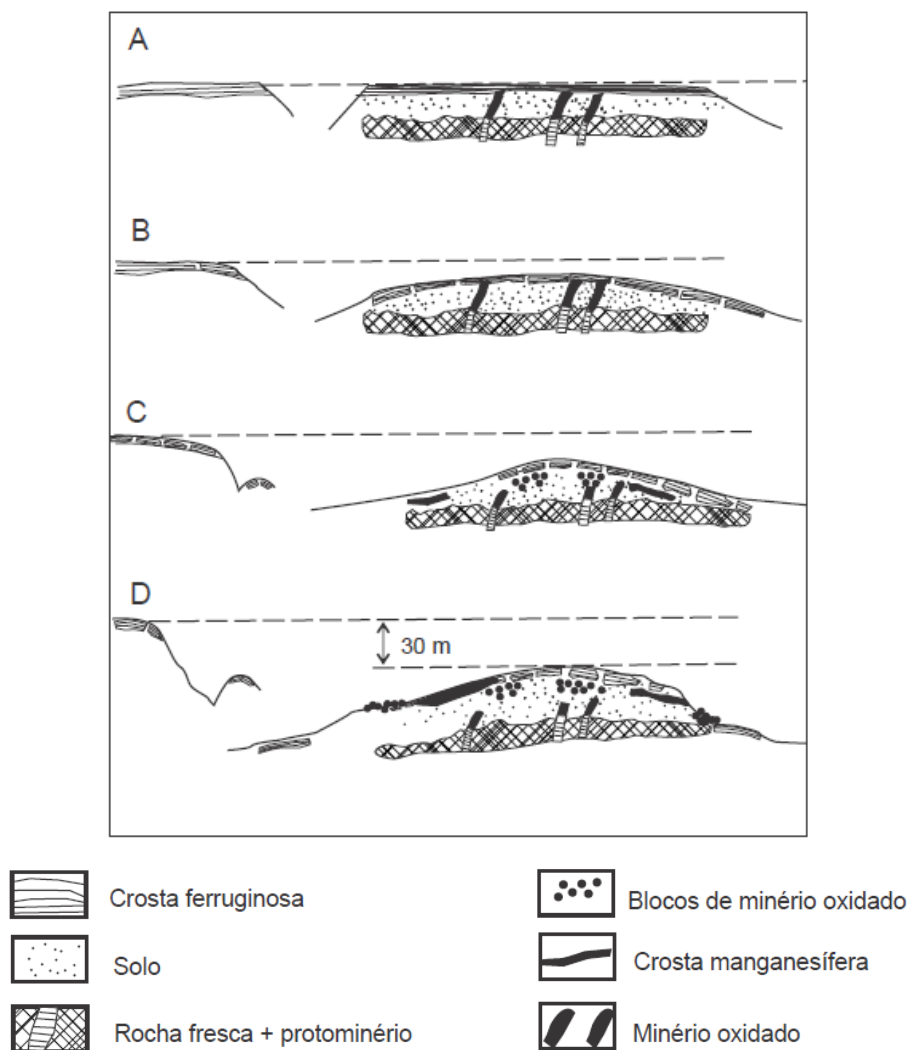 A
B
C
D
30 m
Crosta ferruginosa
Blocos de minério oxidado
Solo
Crosta manganesífera
Rocha fresca + protominério
Minério oxidado